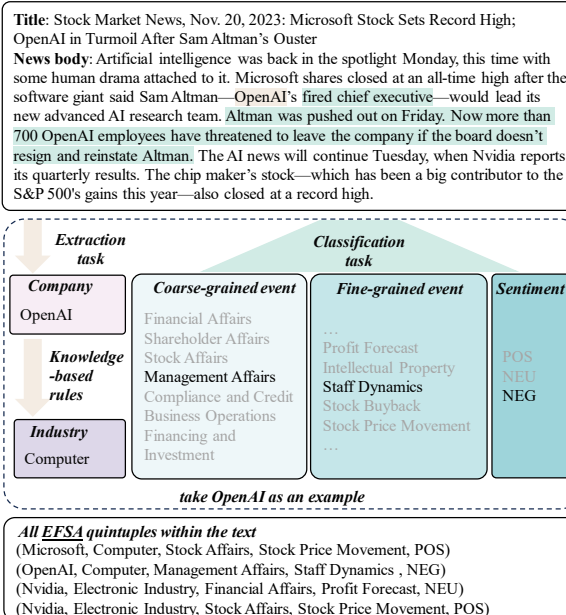 Title: Stock Market News, Nov. 20, 2023: Microsoft Stock Sets Record High;
OpenAI in Turmoil After Sam Altman's Ouster
News body: Artificial intelligence was back in the spotlight Monday, this time with
some human drama attached to it. Microsoft shares closed at an all-time high after the
software giant said Sam Altman—OpenAI's fired chief executive—would lead its
new advanced AI research team. Altman was pushed out on Friday. Now more than
700 OpenAI employees have threatened to leave the company if the board doesn't
resign and reinstate Altman. The AI news will continue Tuesday, when Nvidia reports
its quarterly results. The chip maker's stock—which has been a big contributor to the
S&P 500's gains this year—also closed at a record high.
Extraction
task
Classification
task
Company
OpenAI
Knowledge
-based
rules
Industry
Computer
Coarse-grained event
Financial Affairs
Shareholder Affairs
Stock Affairs
Management Affairs
Compliance and Credit
Business Operations
Financing and
Investment
Fine-grained event
...
Profit Forecast
Intellectual Property
Staff Dynamics
Stock Buyback
Stock Price Movement
...
Sentiment
POS
NEU
NEG
take OpenAI as an example
All EFSA quintuples within the text
(Microsoft, Computer, Stock Affairs, Stock Price Movement, POS)
(OpenAI, Computer, Management Affairs, Staff Dynamics , NEG)
(Nvidia, Electronic Industry, Financial Affairs, Profit Forecast, NEU)
(Nvidia, Electronic Industry, Stock Affairs, Stock Price Movement, POS)